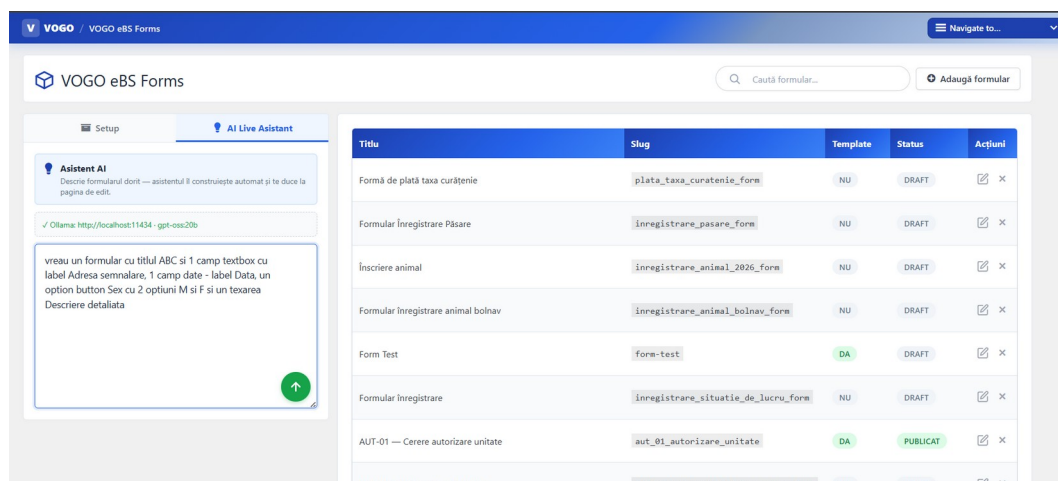 V VOGO / VOGO eBS Forms
Navigate to...
VOGO eBS Forms
Caută formular...
Adaugă formular
Setup
AI Live Asistant
Asistent AI
Descrie formularul dorit — asistentul îl construiește automat și te duce la
pagina de edit.
✓ Ollama: http://localhost:11434 · gpt-oss:20b
vreau un formular cu titlul ABC si 1 camp textbox cu
label Adresa semnalare, 1 camp date - label Data, un
option button Sex cu 2 optiuni M si F si un texarea
Descriere detaliata
Titlu Slug Template Status Acțiuni
Formă de plată taxa curățenie plata_taxa_curatenie_form NU DRAFT
Formular Înregistrare Păsare inregistrare_pasare_form NU DRAFT
Înscriere animal inregistrare_animal_2026_form NU DRAFT
Formular înregistrare animal bolnav inregistrare_animal_bolnav_form NU DRAFT
Form Test form-test DA DRAFT
Formular înregistrare inregistrare_situatie_de_lucru_form NU DRAFT
AUT-01 — Cerere autorizare unitate aut_01_autorizare_unitate DA PUBLICAT